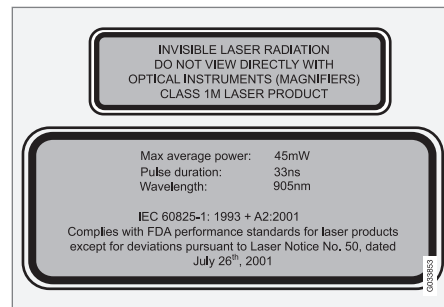 INVISIBLE LASER RADIATION
DO NOT VIEW DIRECTLY WITH
OPTICAL INSTRUMENTS (MAGNIFIERS)
CLASS 1M LASER PRODUCT
Max average power: 45mW
Pulse duration: 33ns
Wavelength: 905nm
IEC 60825-1: 1993 + A2:2001
Complies with FDA performance standards for laser products
except for deviations pursuant to Laser Notice No. 50, dated
July 26th, 2001
G033853